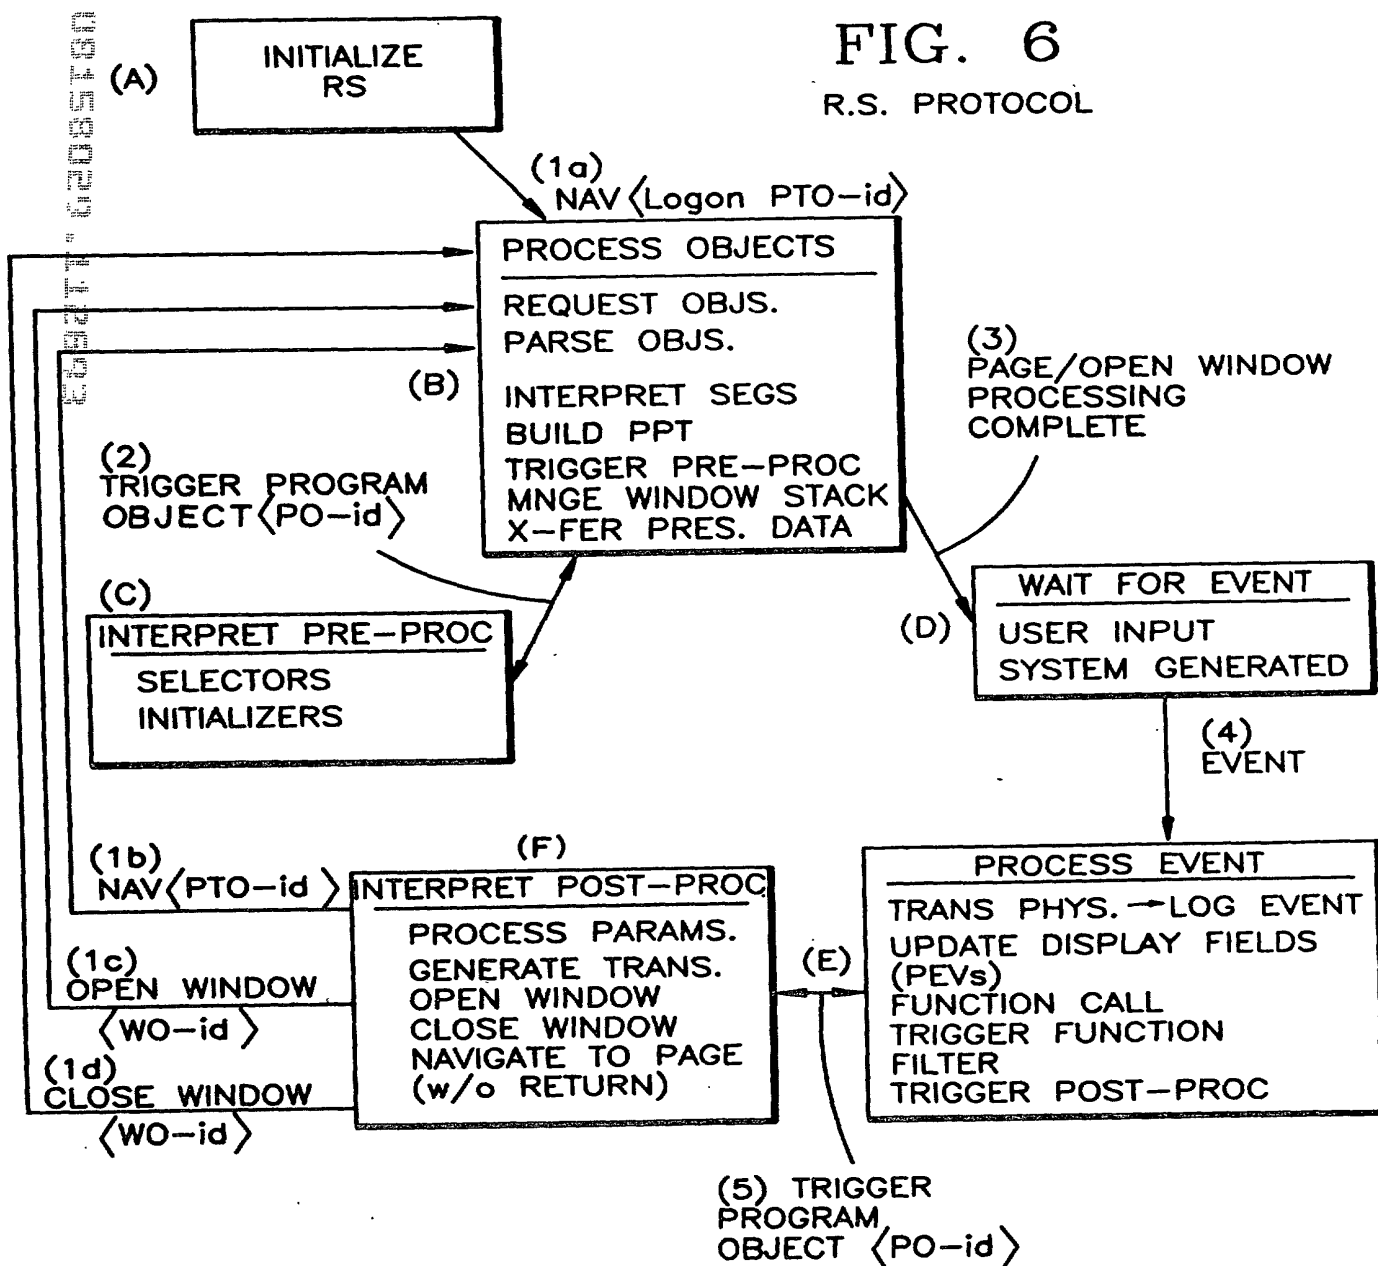 FIG. 6
R.S. PROTOCOL
(A)
INITIALIZE
RS
(1a)
NAV〈Logon PTO-id〉
PROCESS OBJECTS
REQUEST OBJS.
PARSE OBJS.
INTERPRET SEGS
BUILD PPT
TRIGGER PRE-PROC
MNGE WINDOW STACK
X-FER PRES. DATA
(B)
(2)
TRIGGER PROGRAM
OBJECT〈PO-id〉
(3)
PAGE/OPEN WINDOW
PROCESSING
COMPLETE
(C)
INTERPRET PRE-PROC
SELECTORS
INITIALIZERS
(D)
WAIT FOR EVENT
USER INPUT
SYSTEM GENERATED
(4)
EVENT
(1b)
NAV〈PTO-id〉
(1c)
OPEN WINDOW
〈WO-id〉
(1d)
CLOSE WINDOW
〈WO-id〉
(F)
INTERPRET POST-PROC
PROCESS PARAMS.
GENERATE TRANS.
OPEN WINDOW
CLOSE WINDOW
NAVIGATE TO PAGE
(w/o RETURN)
(E)
PROCESS EVENT
TRANS PHYS.→LOG EVENT
UPDATE DISPLAY FIELDS
(PEVs)
FUNCTION CALL
TRIGGER FUNCTION
FILTER
TRIGGER POST-PROC
(5) TRIGGER
PROGRAM
OBJECT 〈PO-id〉